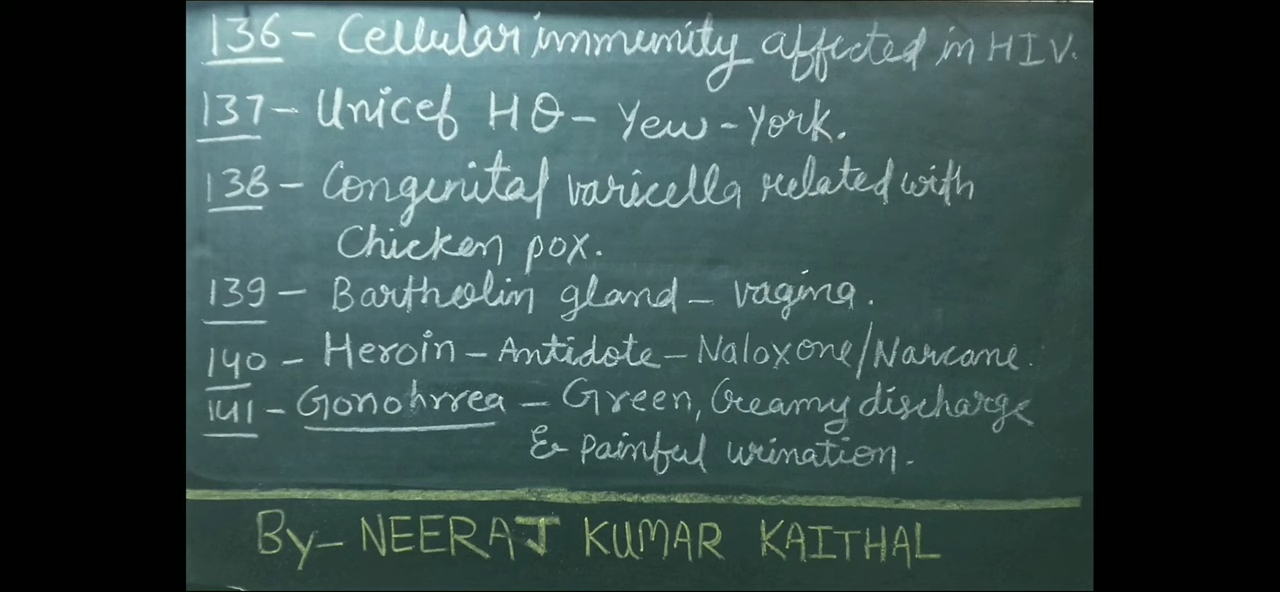 136 - Cellular immunity affected in HIV.
137 - Unicef HQ - Yew - York.
138 - Congenital varicella related with
Chicken pox.
139 - Bartholin gland - vagina.
140 - Heroin - Antidote - Naloxone/Narcane.
141 - Gonohrrea - Green, Creamy discharge
& Painful urination.
By - NEERAJ KUMAR KAITHAL